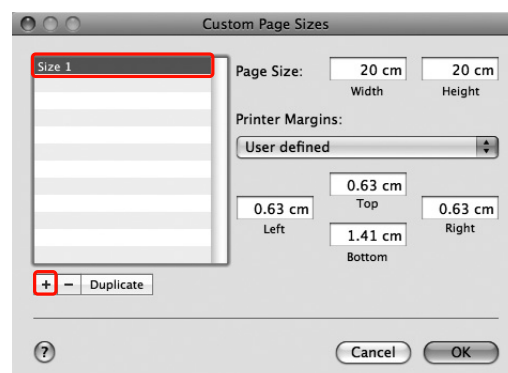 Custom Page Sizes
Size 1
Page Size:
20 cm
20 cm
Width
Height
Printer Margins:
User defined
0.63 cm
Top
0.63 cm
0.63 cm
Left
Right
1.41 cm
Bottom
+ − Duplicate
?
Cancel
OK